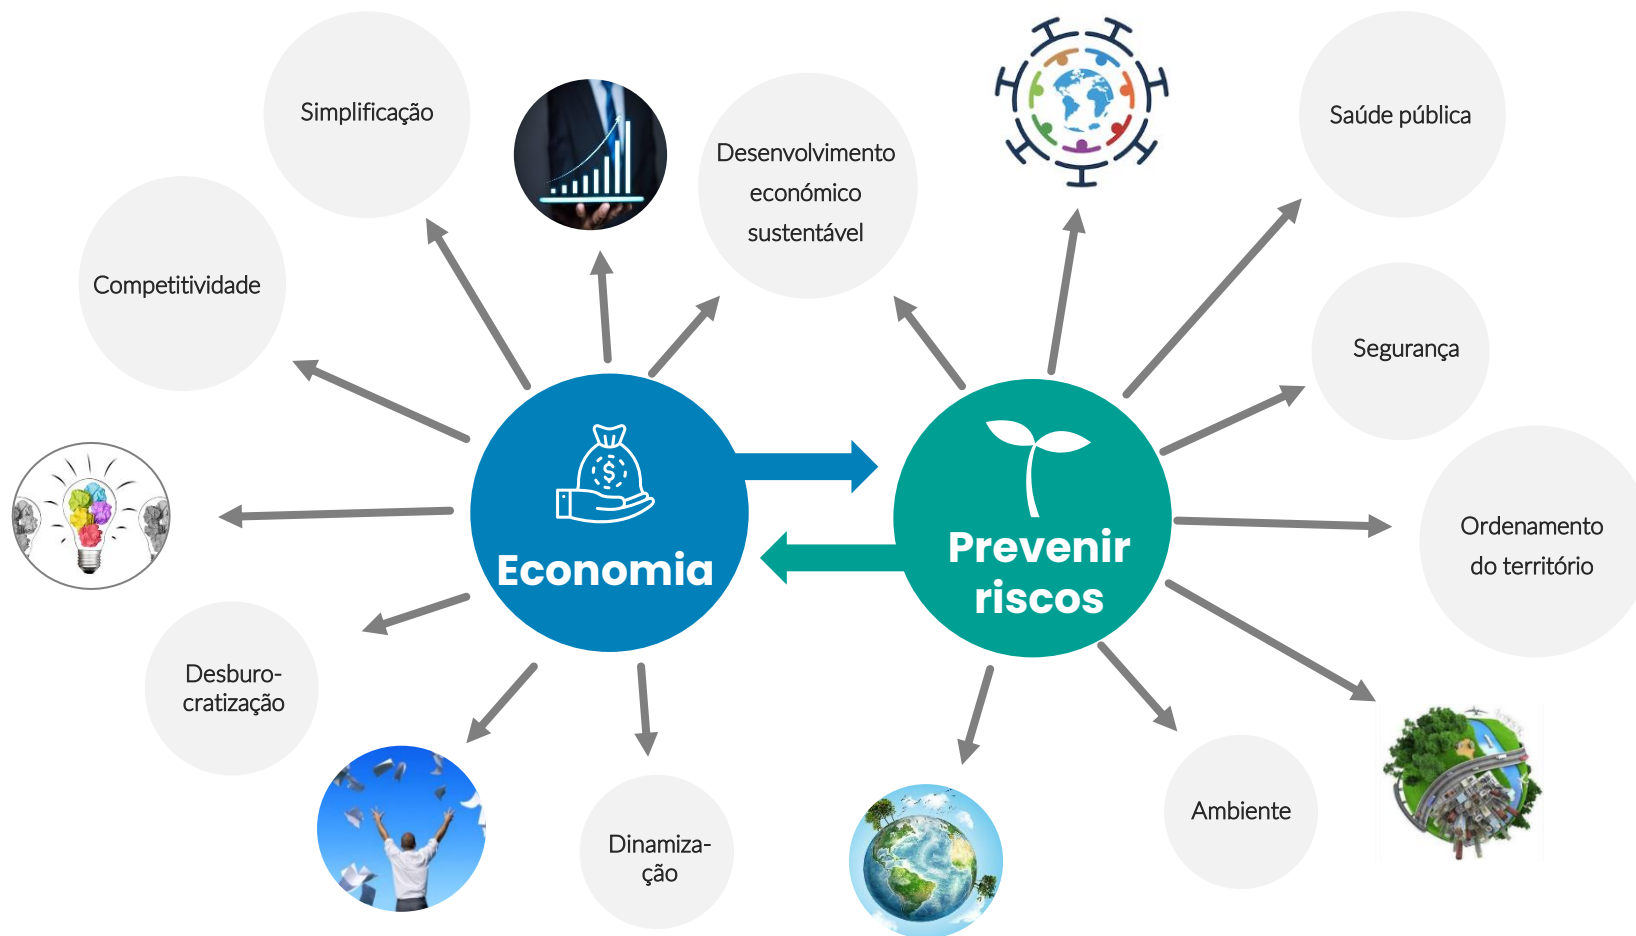 Simplificação
Saúde pública
Desenvolvimento
económico
sustentável
Competitividade
Segurança
Ordenamento
do território
Economia
Prevenir
riscos
$
Desburo-
cratização
Ambiente
Dinamiza-
ção